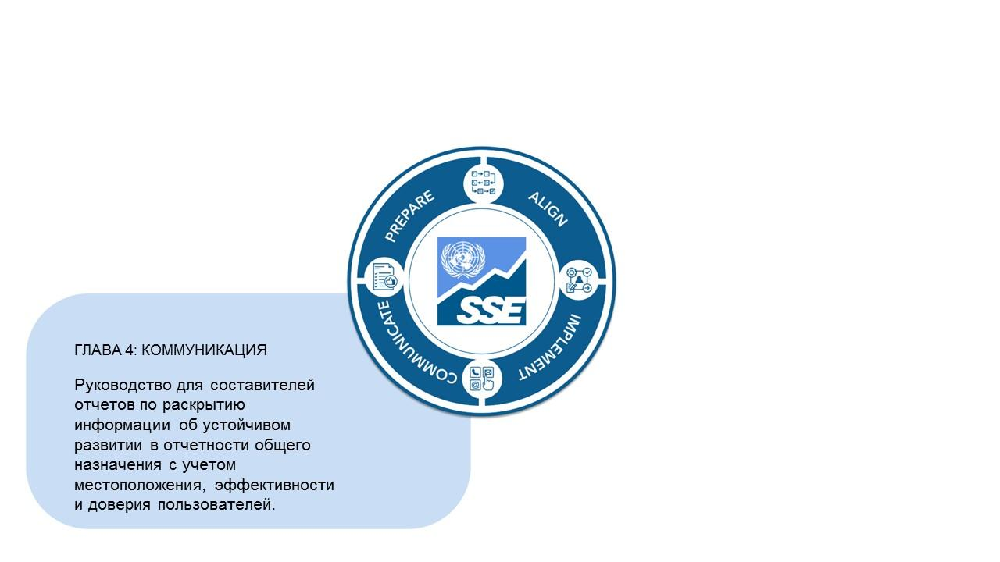 PREPARE
ALIGN
SSE
COMMUNICATE
IMPLEMENT
ГЛАВА 4: КОММУНИКАЦИЯ
Руководство для составителей
отчетов по раскрытию
информации об устойчивом
развитии в отчетности общего
назначения с учетом
местоположения, эффективности
и доверия пользователей.